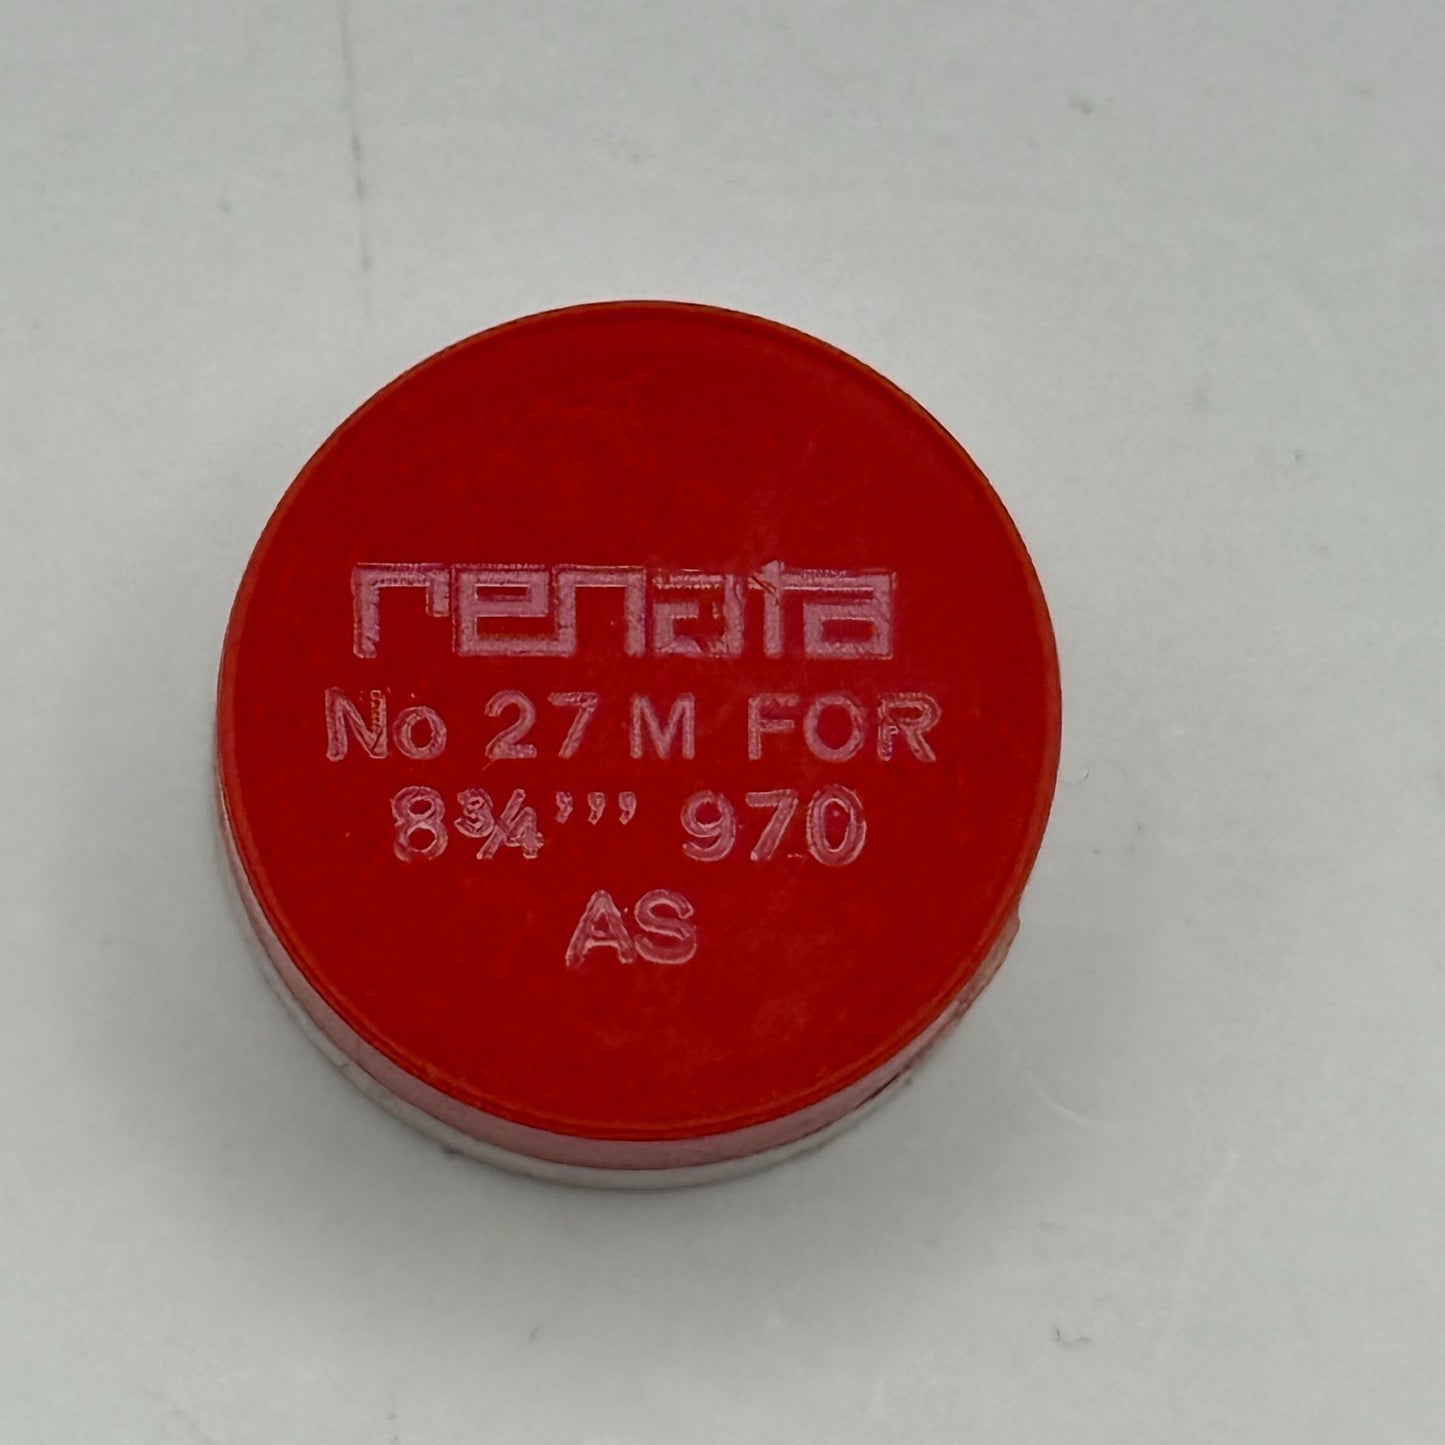 renata
No 27 M FOR
8¾’’’ 970
AS